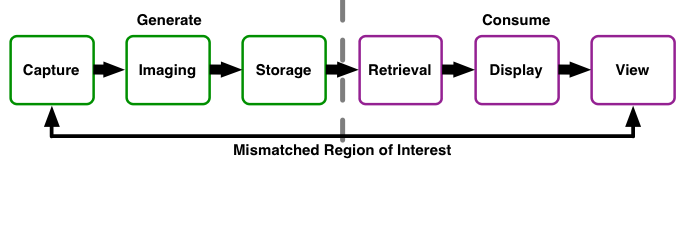 Generate
Consume
Capture
Imaging
Storage
Retrieval
Display
View
Mismatched Region of Interest